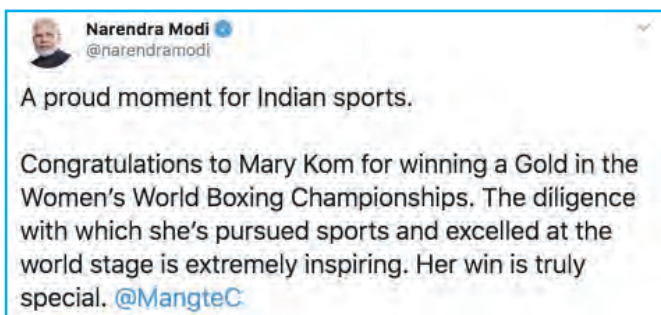 Narendra Modi
@narendramodi
A proud moment for Indian sports.
Congratulations to Mary Kom for winning a Gold in the
Women's World Boxing Championships. The diligence
with which she's pursued sports and excelled at the
world stage is extremely inspiring. Her win is truly
special. @MangteC